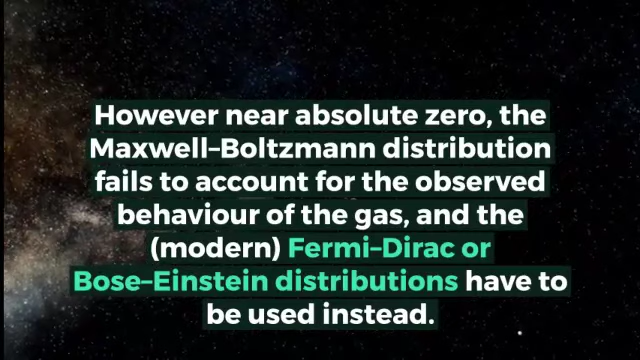 However near absolute zero, the
Maxwell–Boltzmann distribution
fails to account for the observed
behaviour of the gas, and the
(modern) Fermi–Dirac or
Bose–Einstein distributions have to
be used instead.